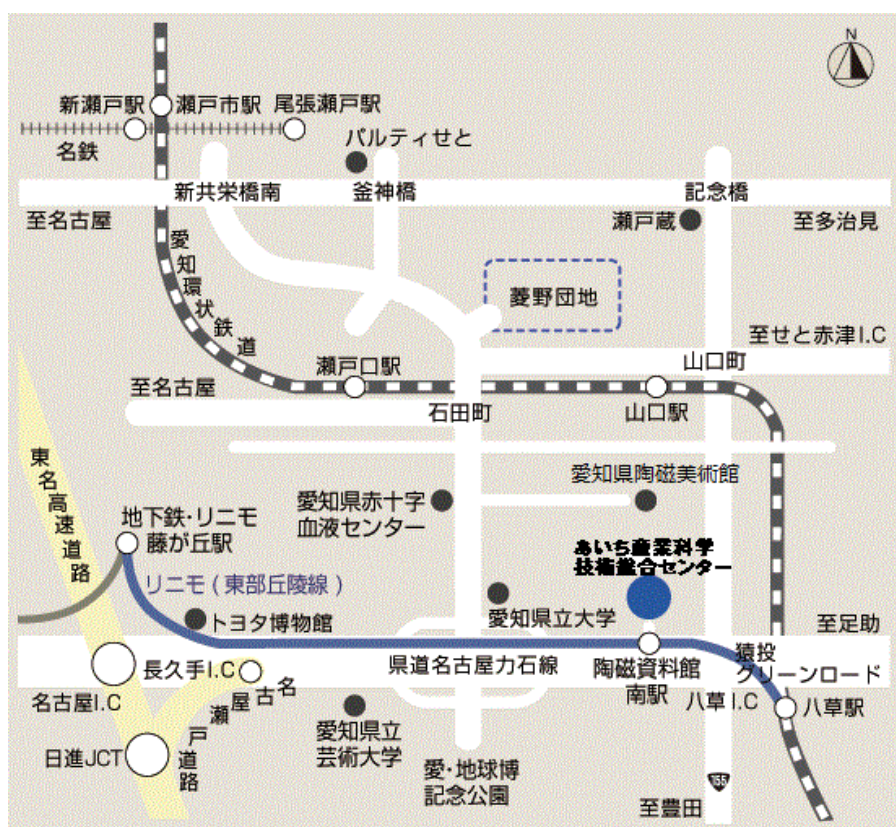 N
新瀬戸駅
瀬戸市駅
尾張瀬戸駅
名鉄
パルティせと
新共栄橋南
釜神橋
記念橋
至名古屋
瀬戸蔵
至多治見
愛知環状鉄道
菱野団地
至せと赤津I.C
山口町
瀬戸口駅
至名古屋
石田町
山口駅
東名高速道路
愛知県陶磁美術館
愛知県赤十字
血液センター
地下鉄・リニモ
藤が丘駅
あいち産業科学
技術総合センター
リニモ(東部丘陵線)
トヨタ博物館
愛知県立大学
至足助
県道名古屋力石線
陶磁資料館
南駅
猿投
グリーンロード
長久手I.C
名古屋I.C
名古屋瀬戸道路
八草I.C
八草駅
日進JCT
愛知県立
芸術大学
愛・地球博
記念公園
155
至豊田